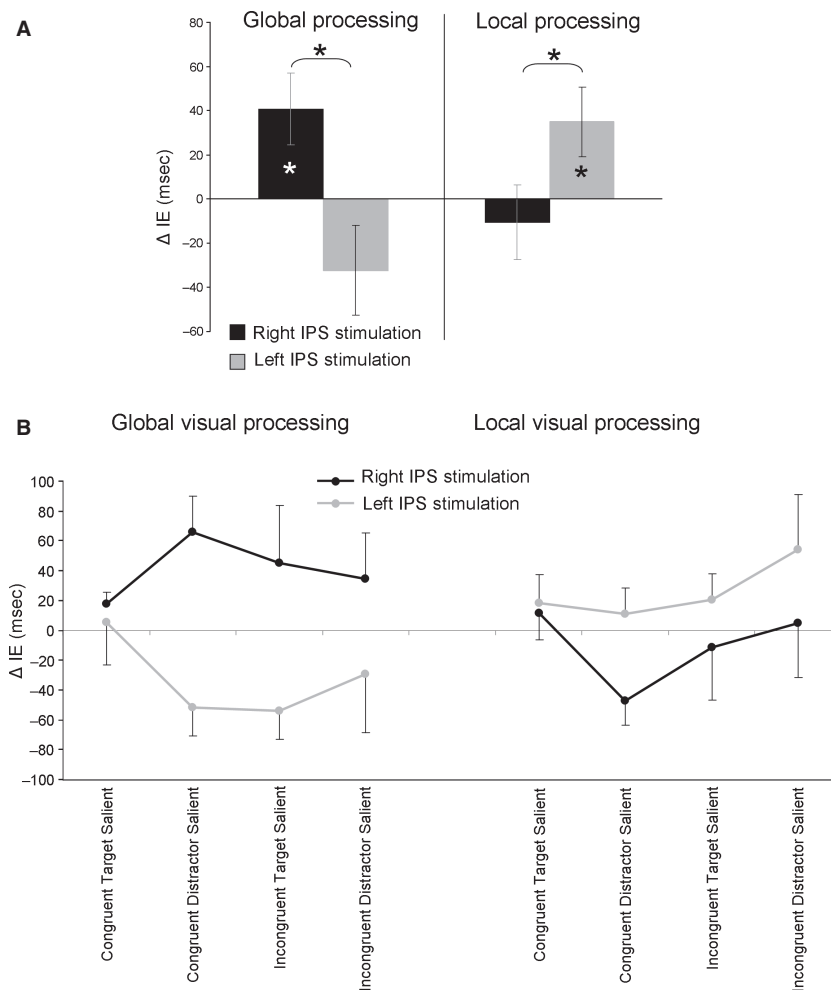 A
Global processing
Local processing
Δ IE (msec)
80
60
40
20
0
–20
–40
–60
*
*
*
*
Right IPS stimulation
Left IPS stimulation
B
Global visual processing
Local visual processing
Right IPS stimulation
Left IPS stimulation
Δ IE (msec)
100
80
60
40
20
0
–20
–40
–60
–80
–100
Congruent Target Salient
Congruent Distractor Salient
Incongruent Target Salient
Incongruent Distractor Salient
Congruent Target Salient
Congruent Distractor Salient
Incongruent Target Salient
Incongruent Distractor Salient